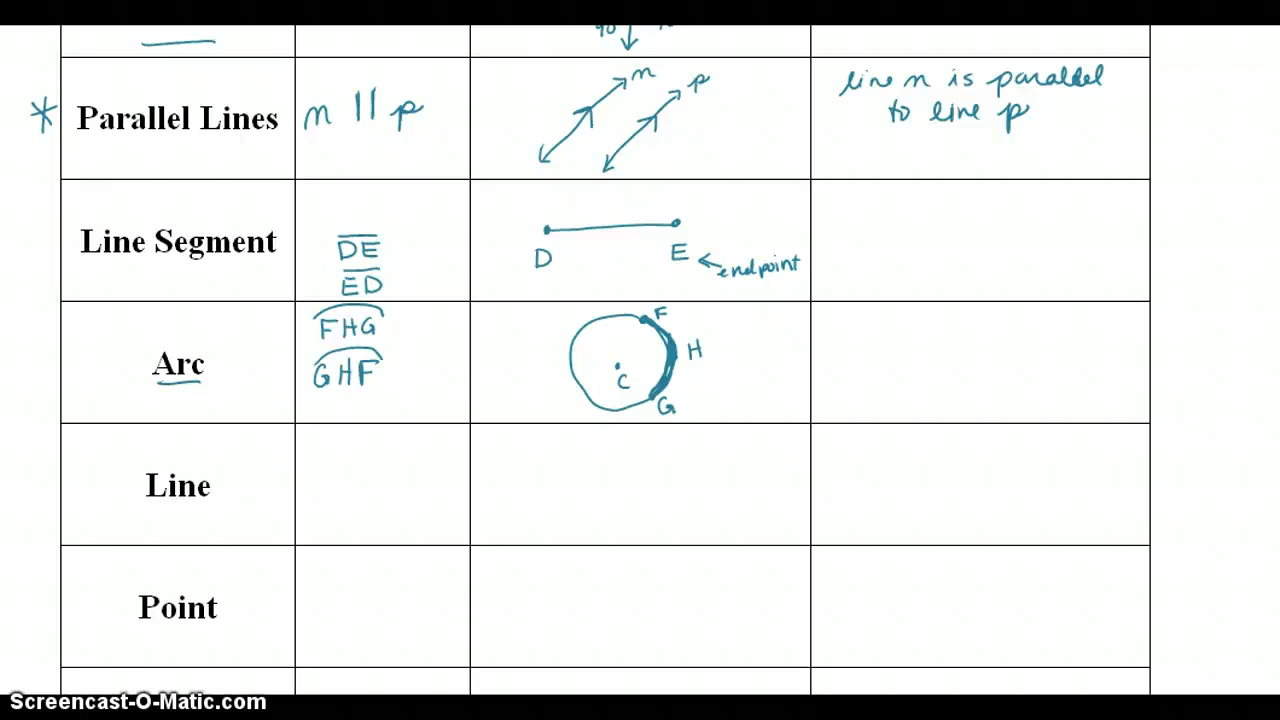 Parallel Lines
m || p
m
p
line m is parallel
to line p
Line Segment
DE
ED
D
E
endpoint
Arc
FHG
GHF
F
H
C
G
Line
Point
Screencast-O-Matic.com